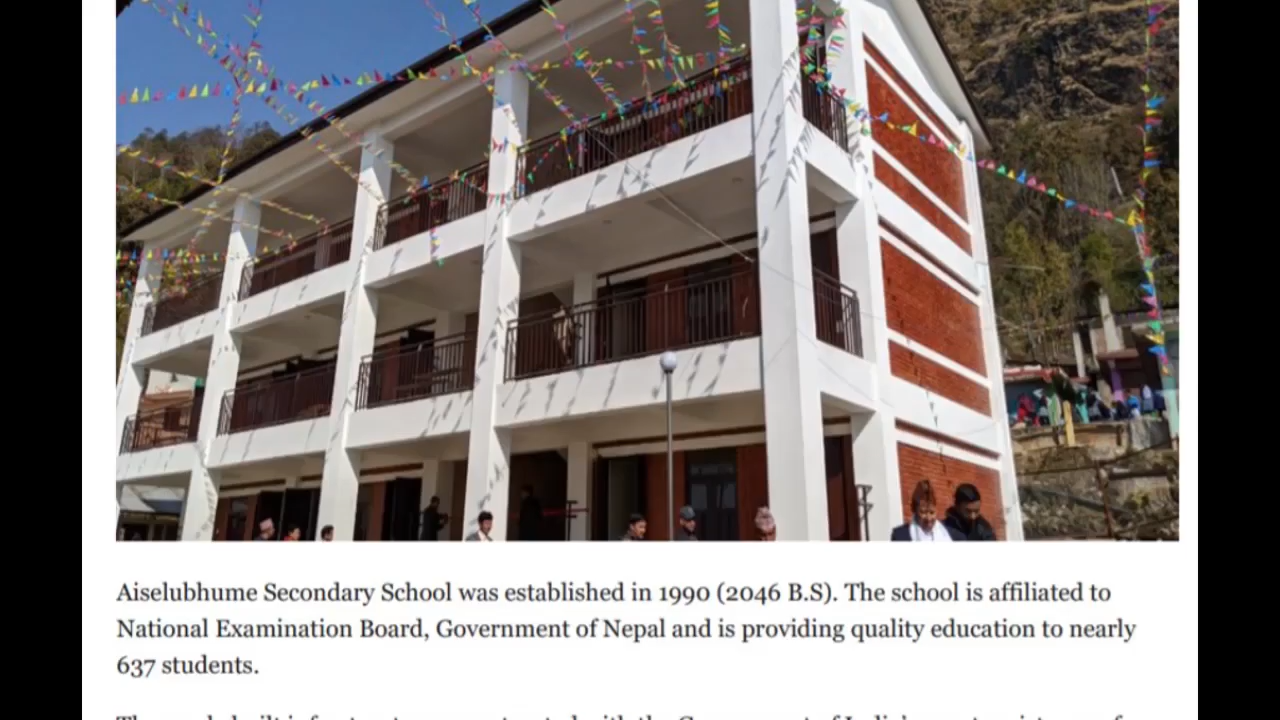 Aiselubhume Secondary School was established in 1990 (2046 B.S). The school is affiliated to
National Examination Board, Government of Nepal and is providing quality education to nearly
637 students.